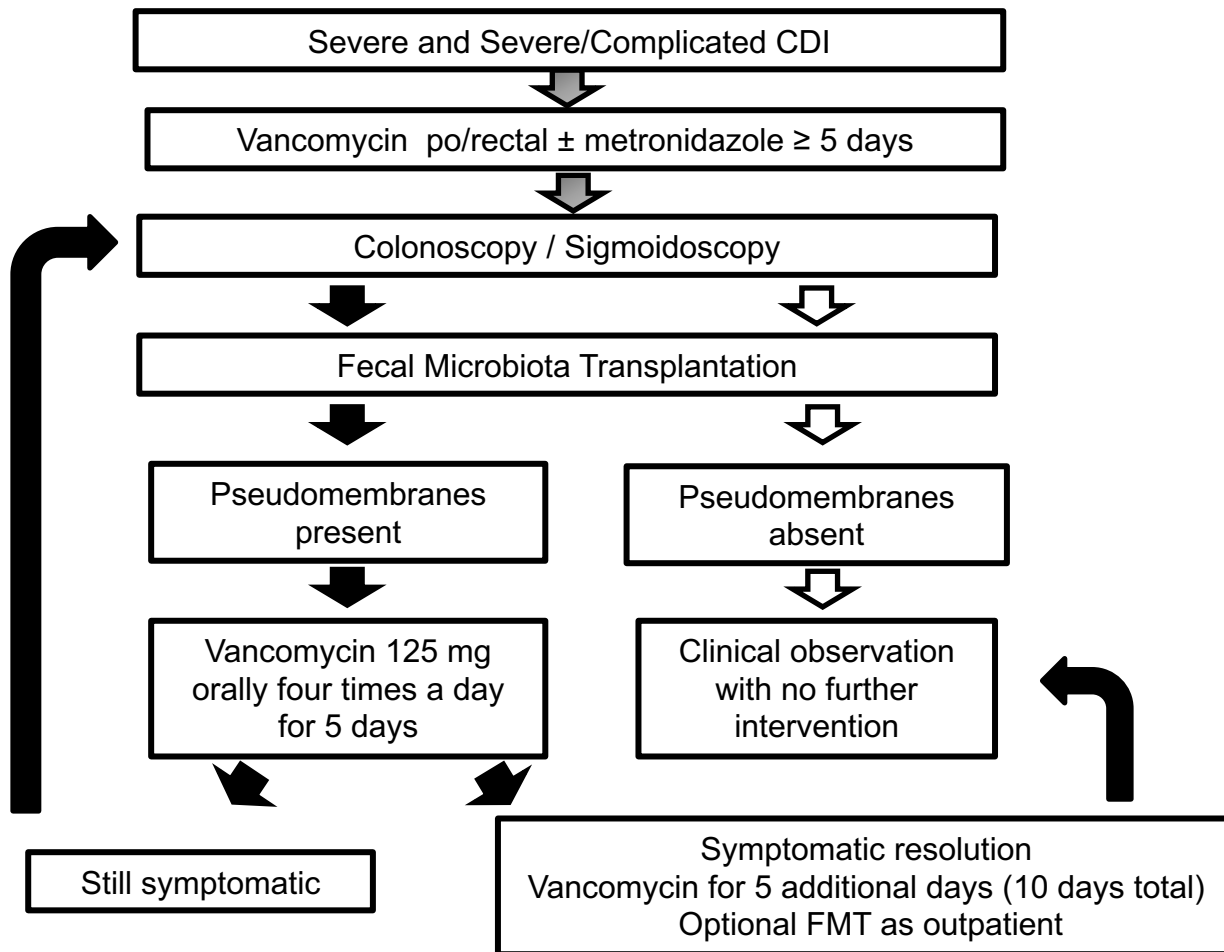 Severe and Severe/Complicated CDI
Vancomycin po/rectal ± metronidazole ≥ 5 days
Colonoscopy / Sigmoidoscopy
Fecal Microbiota Transplantation
Pseudomembranes
present
Pseudomembranes
absent
Vancomycin 125 mg
orally four times a day
for 5 days
Clinical observation
with no further
intervention
Still symptomatic
Symptomatic resolution
Vancomycin for 5 additional days (10 days total)
Optional FMT as outpatient